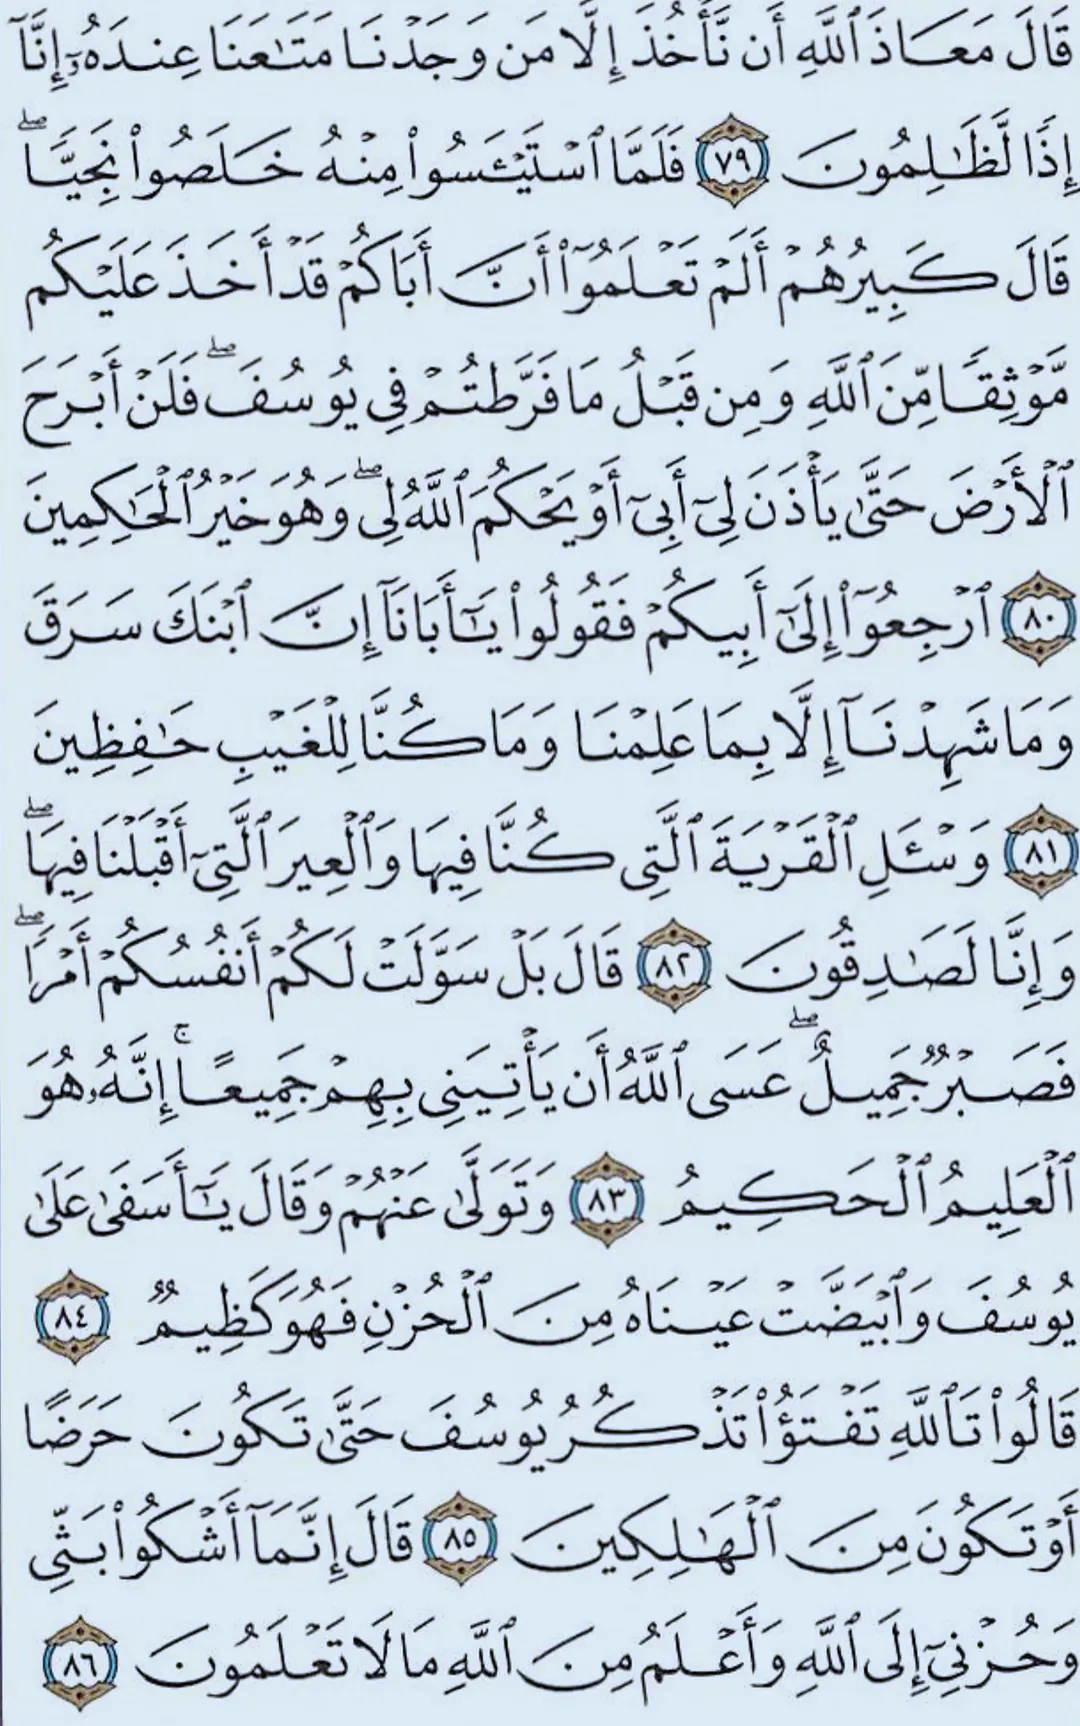 قَالَ مَعَاذَ ٱللَّهِ أَن نَّأۡخُذَ إِلَّا مَن وَجَدۡنَا مَتَٰعَنَا عِندَهُۥٓ إِنَّآ
إِذٗا لَّظَٰلِمُونَ ٧٩ فَلَمَّا ٱسۡتَيۡـَٔسُواْ مِنۡهُ خَلَصُواْ نَجِيّٗاۖ
قَالَ كَبِيرُهُمۡ أَلَمۡ تَعۡلَمُوٓاْ أَنَّ أَبَاكُمۡ قَدۡ أَخَذَ عَلَيۡكُم
مَّوۡثِقٗا مِّنَ ٱللَّهِ وَمِن قَبۡلُ مَا فَرَّطتُمۡ فِي يُوسُفَۖ فَلَنۡ أَبۡرَحَ
ٱلۡأَرۡضَ حَتَّىٰ يَأۡذَنَ لِيٓ أَبِيٓ أَوۡ يَحۡكُمَ ٱللَّهُ لِيۖ وَهُوَ خَيۡرُ ٱلۡحَٰكِمِينَ
٨٠ ٱرۡجِعُوٓاْ إِلَىٰٓ أَبِيكُمۡ فَقُولُواْ يَٰٓأَبَانَآ إِنَّ ٱبۡنَكَ سَرَقَ
وَمَا شَهِدۡنَآ إِلَّا بِمَا عَلِمۡنَا وَمَا كُنَّا لِلۡغَيۡبِ حَٰفِظِينَ
٨١ وَسۡـَٔلِ ٱلۡقَرۡيَةَ ٱلَّتِي كُنَّا فِيهَا وَٱلۡعِيرَ ٱلَّتِيٓ أَقۡبَلۡنَا فِيهَاۖ
وَإِنَّا لَصَٰدِقُونَ ٨٢ قَالَ بَلۡ سَوَّلَتۡ لَكُمۡ أَنفُسُكُمۡ أَمۡرٗاۖ
فَصَبۡرٞ جَمِيلٌۖ عَسَى ٱللَّهُ أَن يَأۡتِيَنِي بِهِمۡ جَمِيعًاۚ إِنَّهُۥ هُوَ
ٱلۡعَلِيمُ ٱلۡحَكِيمُ ٨٣ وَتَوَلَّىٰ عَنۡهُمۡ وَقَالَ يَٰٓأَسَفَىٰ عَلَىٰ
يُوسُفَ وَٱبۡيَضَّتۡ عَيۡنَاهُ مِنَ ٱلۡحُزۡنِ فَهُوَ كَظِيمٞ ٨٤
قَالُواْ تَٱللَّهِ تَفۡتَؤُاْ تَذۡكُرُ يُوسُفَ حَتَّىٰ تَكُونَ حَرَضًا
أَوۡ تَكُونَ مِنَ ٱلۡهَٰلِكِينَ ٨٥ قَالَ إِنَّمَآ أَشۡكُواْ بَثِّي
وَحُزۡنِيٓ إِلَى ٱللَّهِ وَأَعۡلَمُ مِنَ ٱللَّهِ مَا لَا تَعۡلَمُونَ ٨٦